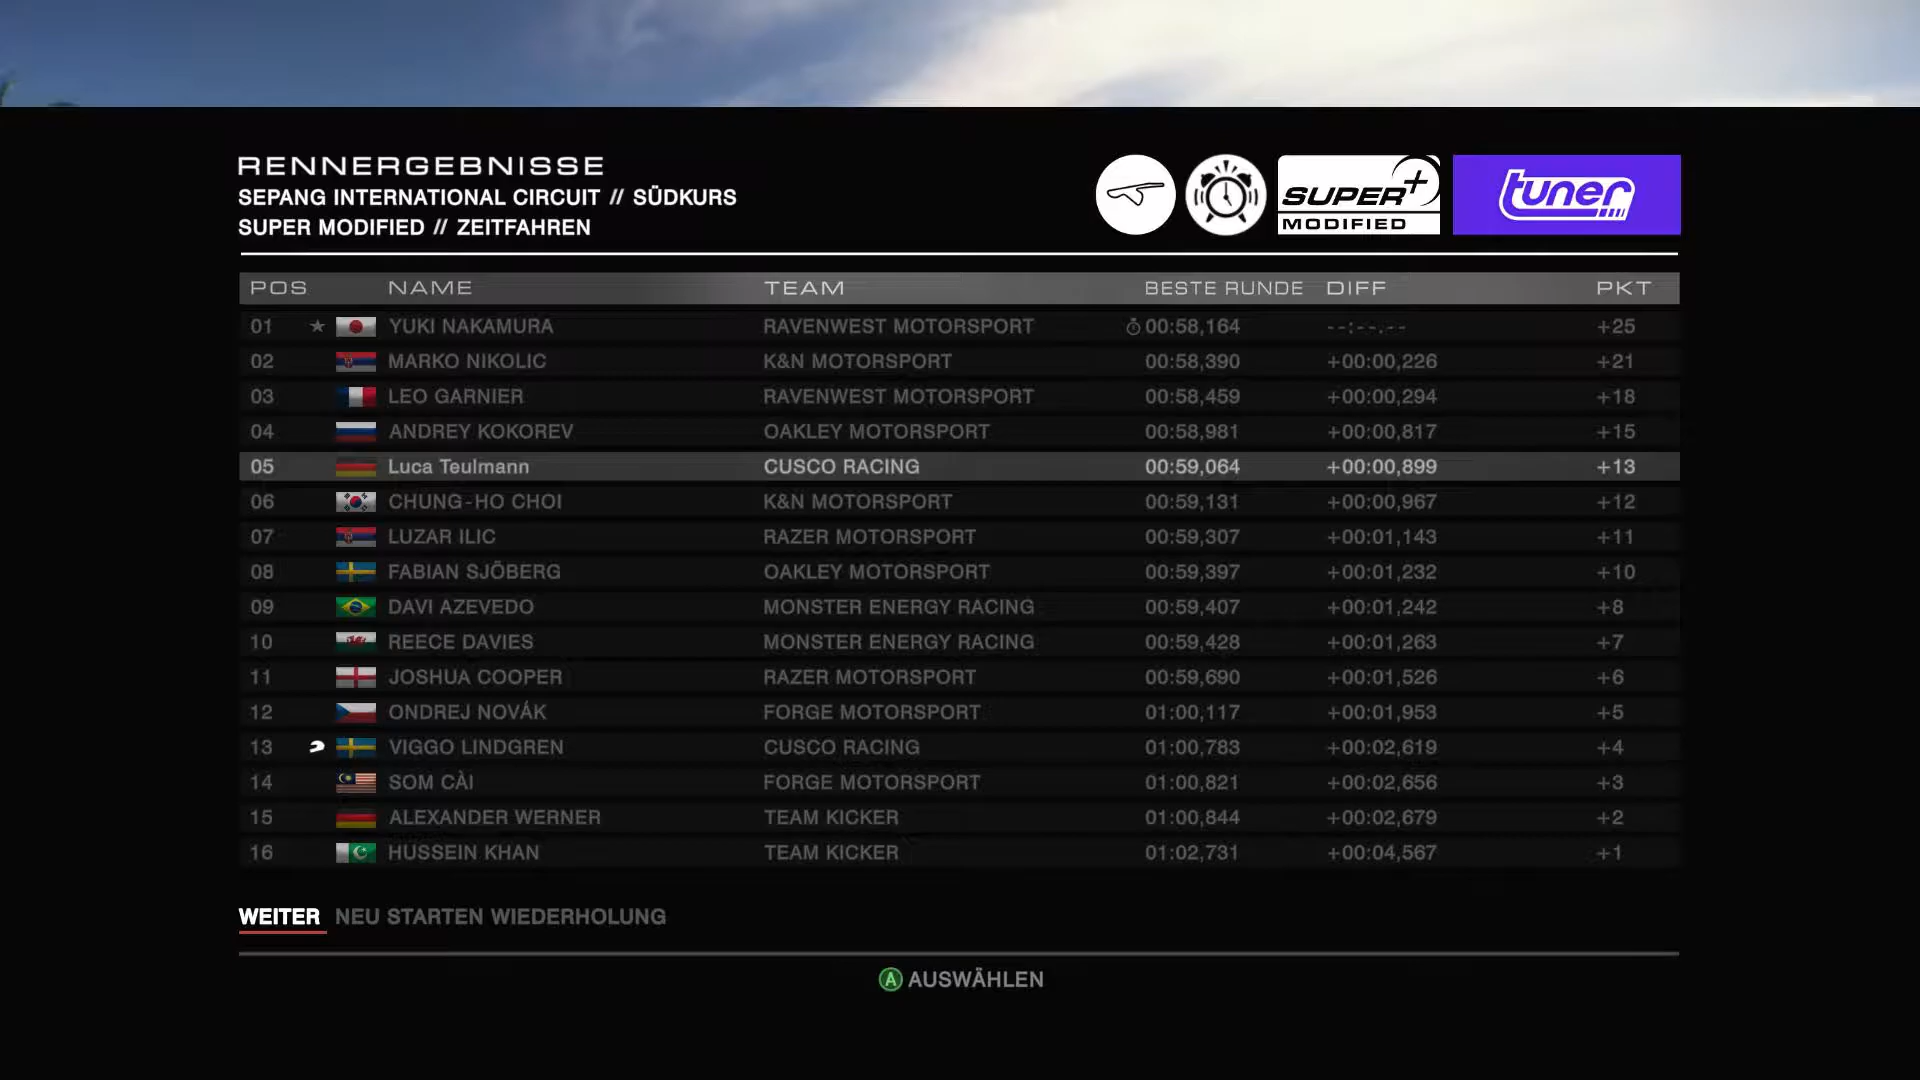 RENNERGEBNISSE
SEPANG INTERNATIONAL CIRCUIT // SÜDKURS
SUPER MODIFIED // ZEITFAHREN
SUPER+ MODIFIED
tuner
POS NAME TEAM BESTE RUNDE DIFF PKT
01 YUKI NAKAMURA RAVENWEST MOTORSPORT 00:58,164 --:--.-- +25
02 MARKO NIKOLIC K&N MOTORSPORT 00:58,390 +00:00,226 +21
03 LEO GARNIER RAVENWEST MOTORSPORT 00:58,459 +00:00,294 +18
04 ANDREY KOKOREV OAKLEY MOTORSPORT 00:58,981 +00:00,817 +15
05 Luca Teulmann CUSCO RACING 00:59,064 +00:00,899 +13
06 CHUNG-HO CHOI K&N MOTORSPORT 00:59,131 +00:00,967 +12
07 LUZAR ILIC RAZER MOTORSPORT 00:59,307 +00:01,143 +11
08 FABIAN SJÖBERG OAKLEY MOTORSPORT 00:59,397 +00:01,232 +10
09 DAVI AZEVEDO MONSTER ENERGY RACING 00:59,407 +00:01,242 +8
10 REECE DAVIES MONSTER ENERGY RACING 00:59,428 +00:01,263 +7
11 JOSHUA COOPER RAZER MOTORSPORT 00:59,690 +00:01,526 +6
12 ONDREJ NOVÁK FORGE MOTORSPORT 01:00,117 +00:01,953 +5
13 VIGGO LINDGREN CUSCO RACING 01:00,783 +00:02,619 +4
14 SOM CÀI FORGE MOTORSPORT 01:00,821 +00:02,656 +3
15 ALEXANDER WERNER TEAM KICKER 01:00,844 +00:02,679 +2
16 HUSSEIN KHAN TEAM KICKER 01:02,731 +00:04,567 +1
WEITER NEU STARTEN WIEDERHOLUNG
A AUSWÄHLEN